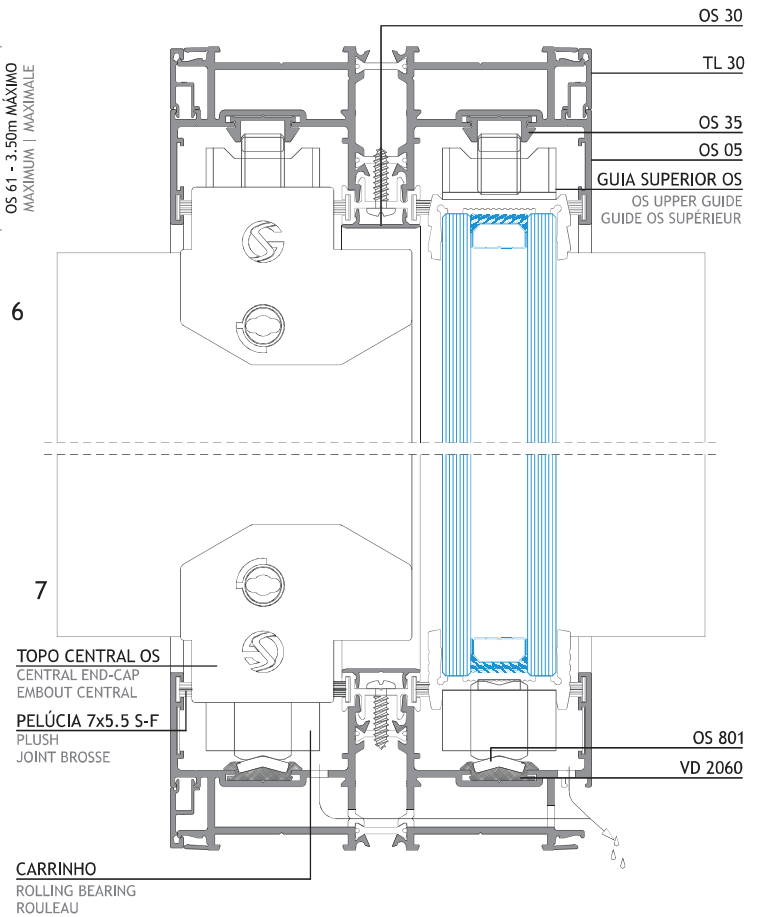 OS 30
TL 30
OS 61 - 3.50m MÁXIMO
MAXIMUM | MAXIMALE
OS 35
OS 05
GUIA SUPERIOR OS
OS UPPER GUIDE
GUIDE OS SUPÉRIEUR
6
7
TOPO CENTRAL OS
CENTRAL END-CAP
EMBOUT CENTRAL
PELÚCIA 7x5.5 S-F
PLUSH
JOINT BROSSE
OS 801
VD 2060
CARRINHO
ROLLING BEARING
ROULEAU